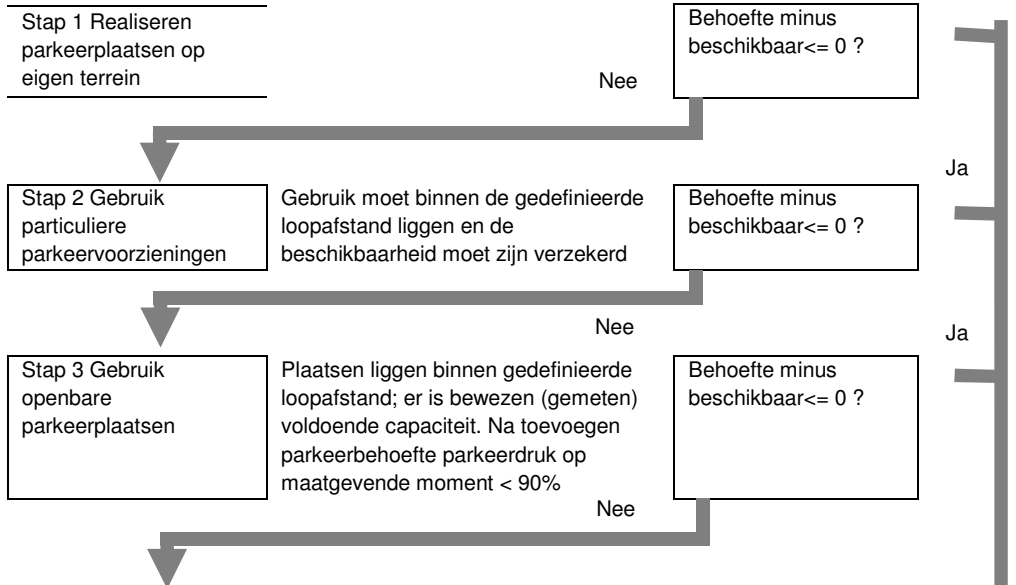 Stap 1 Realiseren
parkeerplaatsen op
eigen terrein
Behoefte minus
beschikbaar<= 0 ?
Nee
Ja
Stap 2 Gebruik
particuliere
parkeervoorzieningen
Gebruik moet binnen de gedefinieerde
loopafstand liggen en de
beschikbaarheid moet zijn verzekerd
Behoefte minus
beschikbaar<= 0 ?
Nee
Ja
Stap 3 Gebruik
openbare
parkeerplaatsen
Plaatsen liggen binnen gedefinieerde
loopafstand; er is bewezen (gemeten)
voldoende capaciteit. Na toevoegen
parkeerbehoefte parkeerdruk op
maatgevende moment < 90%
Behoefte minus
beschikbaar<= 0 ?
Nee